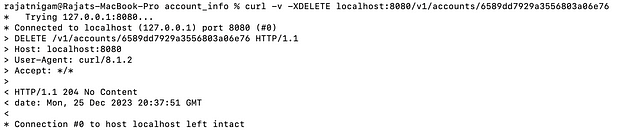 rajatnigam@Rajats-MacBook-Pro account_info % curl -v -XDELETE localhost:8080/v1/accounts/6589dd7929a3556803a06e76
*   Trying 127.0.0.1:8080...
* Connected to localhost (127.0.0.1) port 8080 (#0)
> DELETE /v1/accounts/6589dd7929a3556803a06e76 HTTP/1.1
> Host: localhost:8080
> User-Agent: curl/8.1.2
> Accept: */*
>
< HTTP/1.1 204 No Content
< date: Mon, 25 Dec 2023 20:37:51 GMT
<
* Connection #0 to host localhost left intact